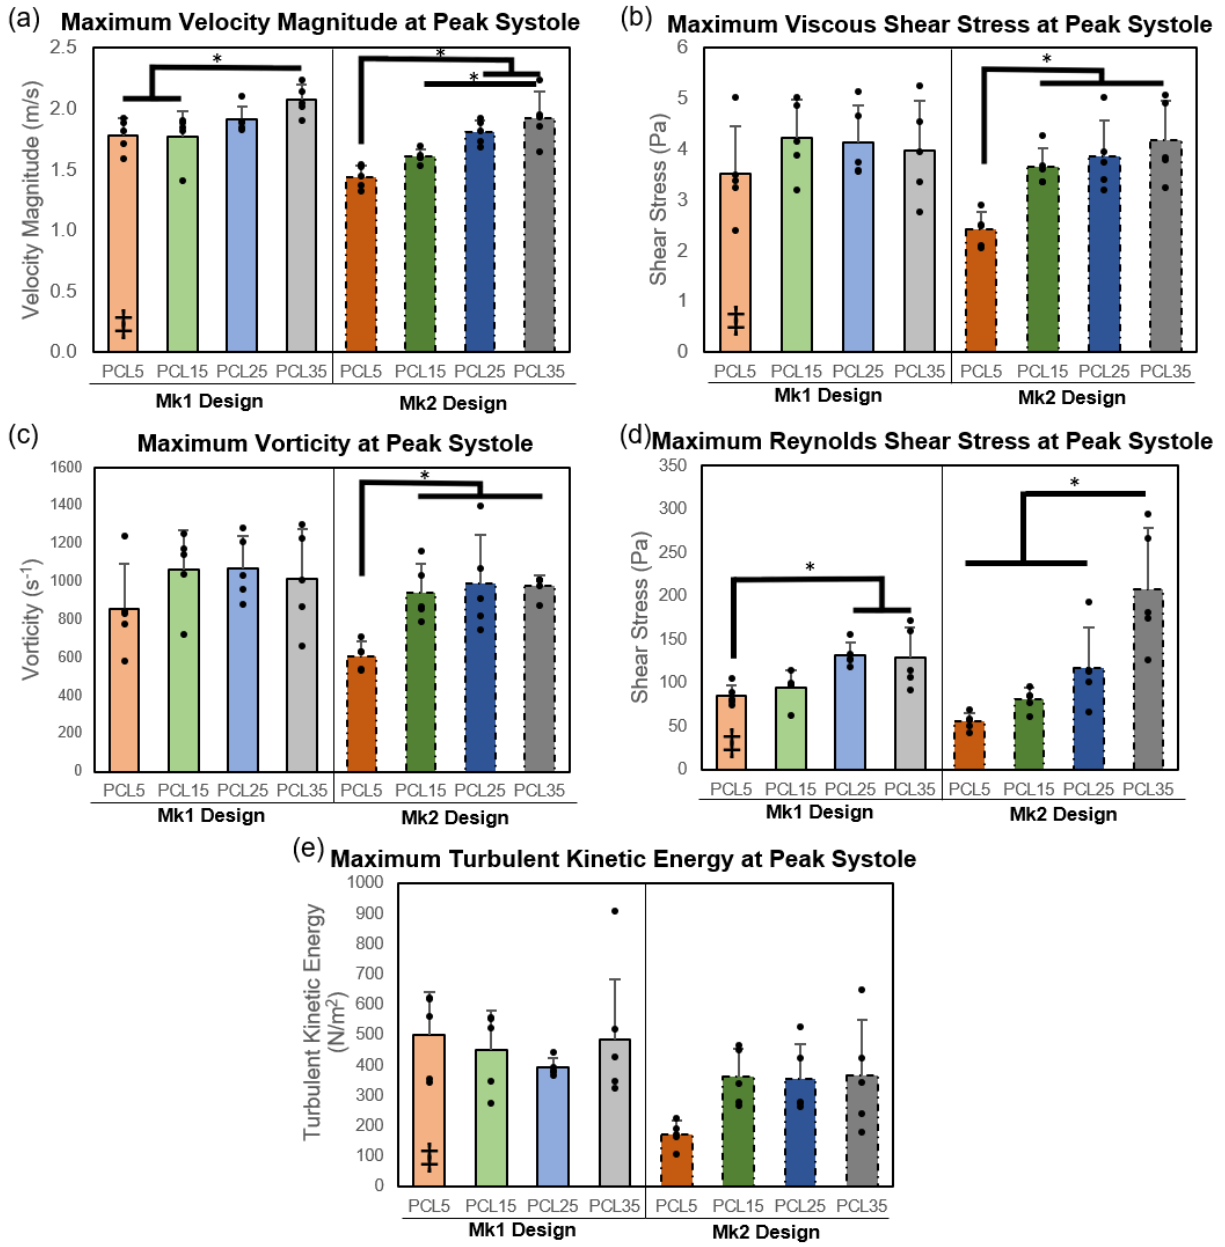 (a) Maximum Velocity Magnitude at Peak Systole
Velocity Magnitude (m/s)
2.5
2.0
1.5
1.0
0.5
0.0
*
*
*
‡
PCL5 PCL15 PCL25 PCL35 PCL5 PCL15 PCL25 PCL35
Mk1 Design Mk2 Design
(b) Maximum Viscous Shear Stress at Peak Systole
Shear Stress (Pa)
6
5
4
3
2
1
0
*
‡
PCL5 PCL15 PCL25 PCL35 PCL5 PCL15 PCL25 PCL35
Mk1 Design Mk2 Design
(c) Maximum Vorticity at Peak Systole
Vorticity (s⁻¹)
1600
1400
1200
1000
800
600
400
200
0
*
PCL5 PCL15 PCL25 PCL35 PCL5 PCL15 PCL25 PCL35
Mk1 Design Mk2 Design
(d) Maximum Reynolds Shear Stress at Peak Systole
Shear Stress (Pa)
350
300
250
200
150
100
50
0
*
*
‡
PCL5 PCL15 PCL25 PCL35 PCL5 PCL15 PCL25 PCL35
Mk1 Design Mk2 Design
(e) Maximum Turbulent Kinetic Energy at Peak Systole
Turbulent Kinetic Energy
(N/m²)
1000
900
800
700
600
500
400
300
200
100
0
‡
PCL5 PCL15 PCL25 PCL35 PCL5 PCL15 PCL25 PCL35
Mk1 Design Mk2 Design